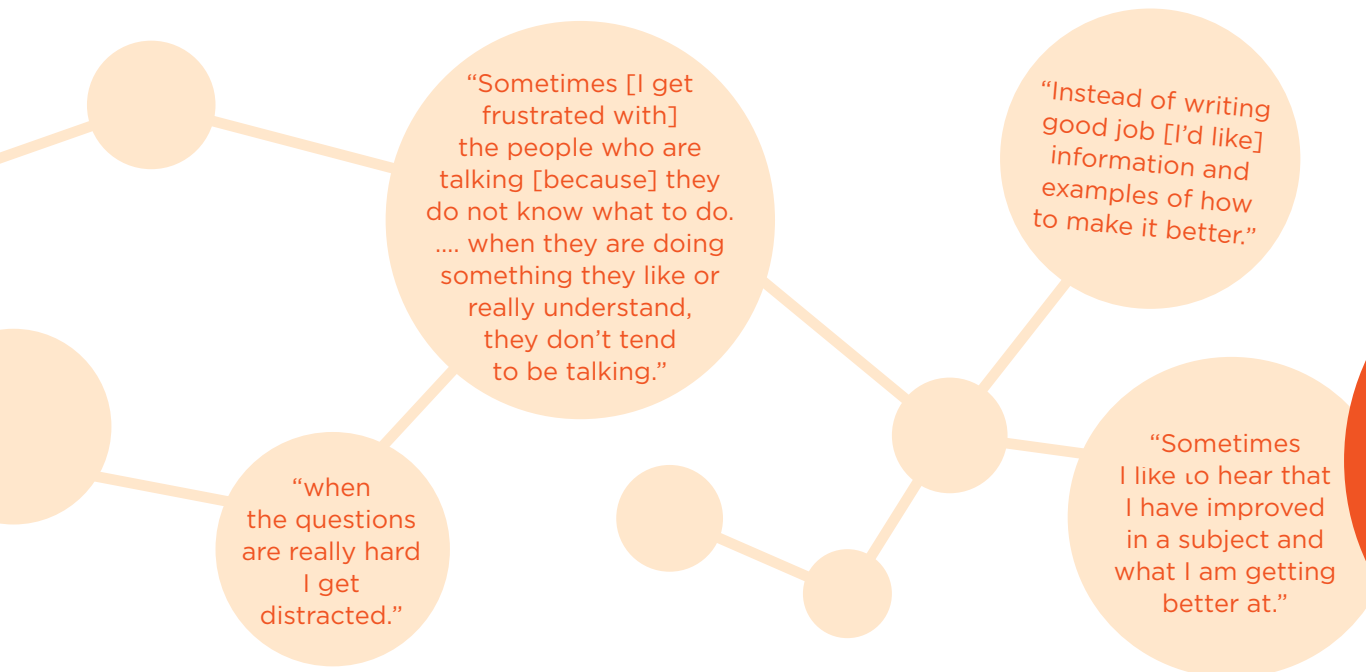 “Sometimes [I get
frustrated with]
the people who are
talking [because] they
do not know what to do.
.... when they are doing
something they like or
really understand,
they don’t tend
to be talking.”
“Instead of writing
good job [I’d like]
information and
examples of how
to make it better.”
“when
the questions
are really hard
I get
distracted.”
“Sometimes
I like to hear that
I have improved
in a subject and
what I am getting
better at.”